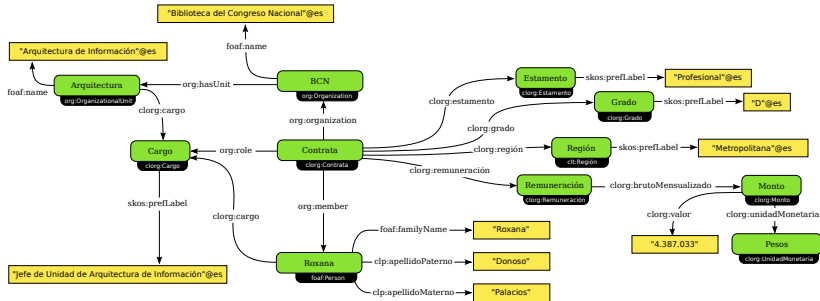 "Biblioteca del Congreso Nacional"@es
"Arquitectura de Información"@es
foaf:name
foaf:name
Arquitectura
org:OrganizationalUnit
org:hasUnit
BCN
org:Organization
Estamento
clorg:Estamento
skos:prefLabel
"Profesional"@es
clorg:estamento
Grado
clorg:Grado
skos:prefLabel
"D"@es
clorg:cargo
org:organization
clorg:grado
Cargo
clorg:Cargo
org:role
Contrata
clorg:Contrata
clorg:región
Región
clt:Región
skos:prefLabel
"Metropolitana"@es
clorg:remuneración
Remuneración
clorg:Remuneración
clorg:brutoMensualizado
Monto
clorg:Monto
skos:prefLabel
clorg:cargo
org:member
clorg:valor
clorg:unidadMonetaria
foaf:familyName
"Roxana"
"4.387.033"
Pesos
clorg:UnidadMonetaria
"Jefe de Unidad de Arquitectura de Información"@es
Roxana
foaf:Person
clp:apellidoPaterno
"Donoso"
clp:apellidoMaterno
"Palacios"